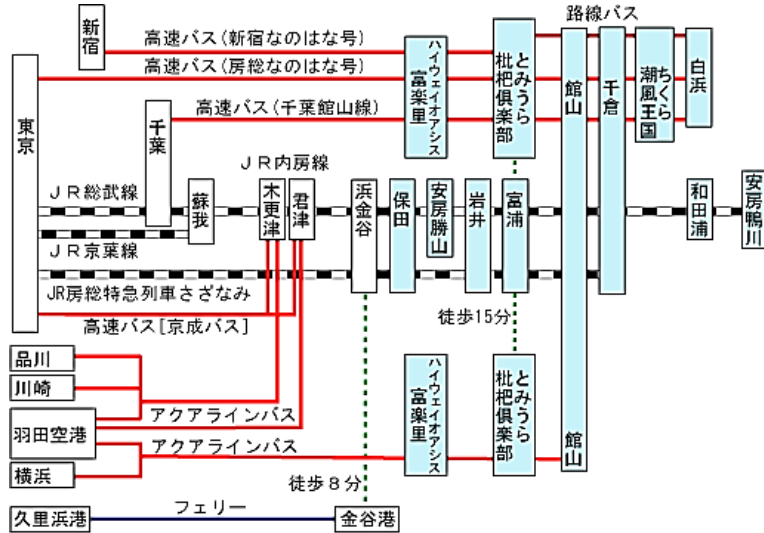 新宿
路線バス
高速バス(新宿なのはな号)
高速バス(房総なのはな号)
高速バス(千葉館山線)
東京
千葉
ハイウェイオアシス
富楽里
とみうら
枇杷倶楽部
館山
千倉
ちくら
潮風王国
白浜
JR内房線
JR総武線
蘇我
木更津
君津
浜金谷
保田
安房勝山
岩井
富浦
和田浦
安房鴨川
JR京葉線
JR房総特急列車さざなみ
高速バス[京成バス]
徒歩15分
品川
川崎
羽田空港
横浜
アクアラインバス
アクアラインバス
ハイウェイオアシス
富楽里
とみうら
枇杷倶楽部
館山
徒歩8分
久里浜港
フェリー
金谷港